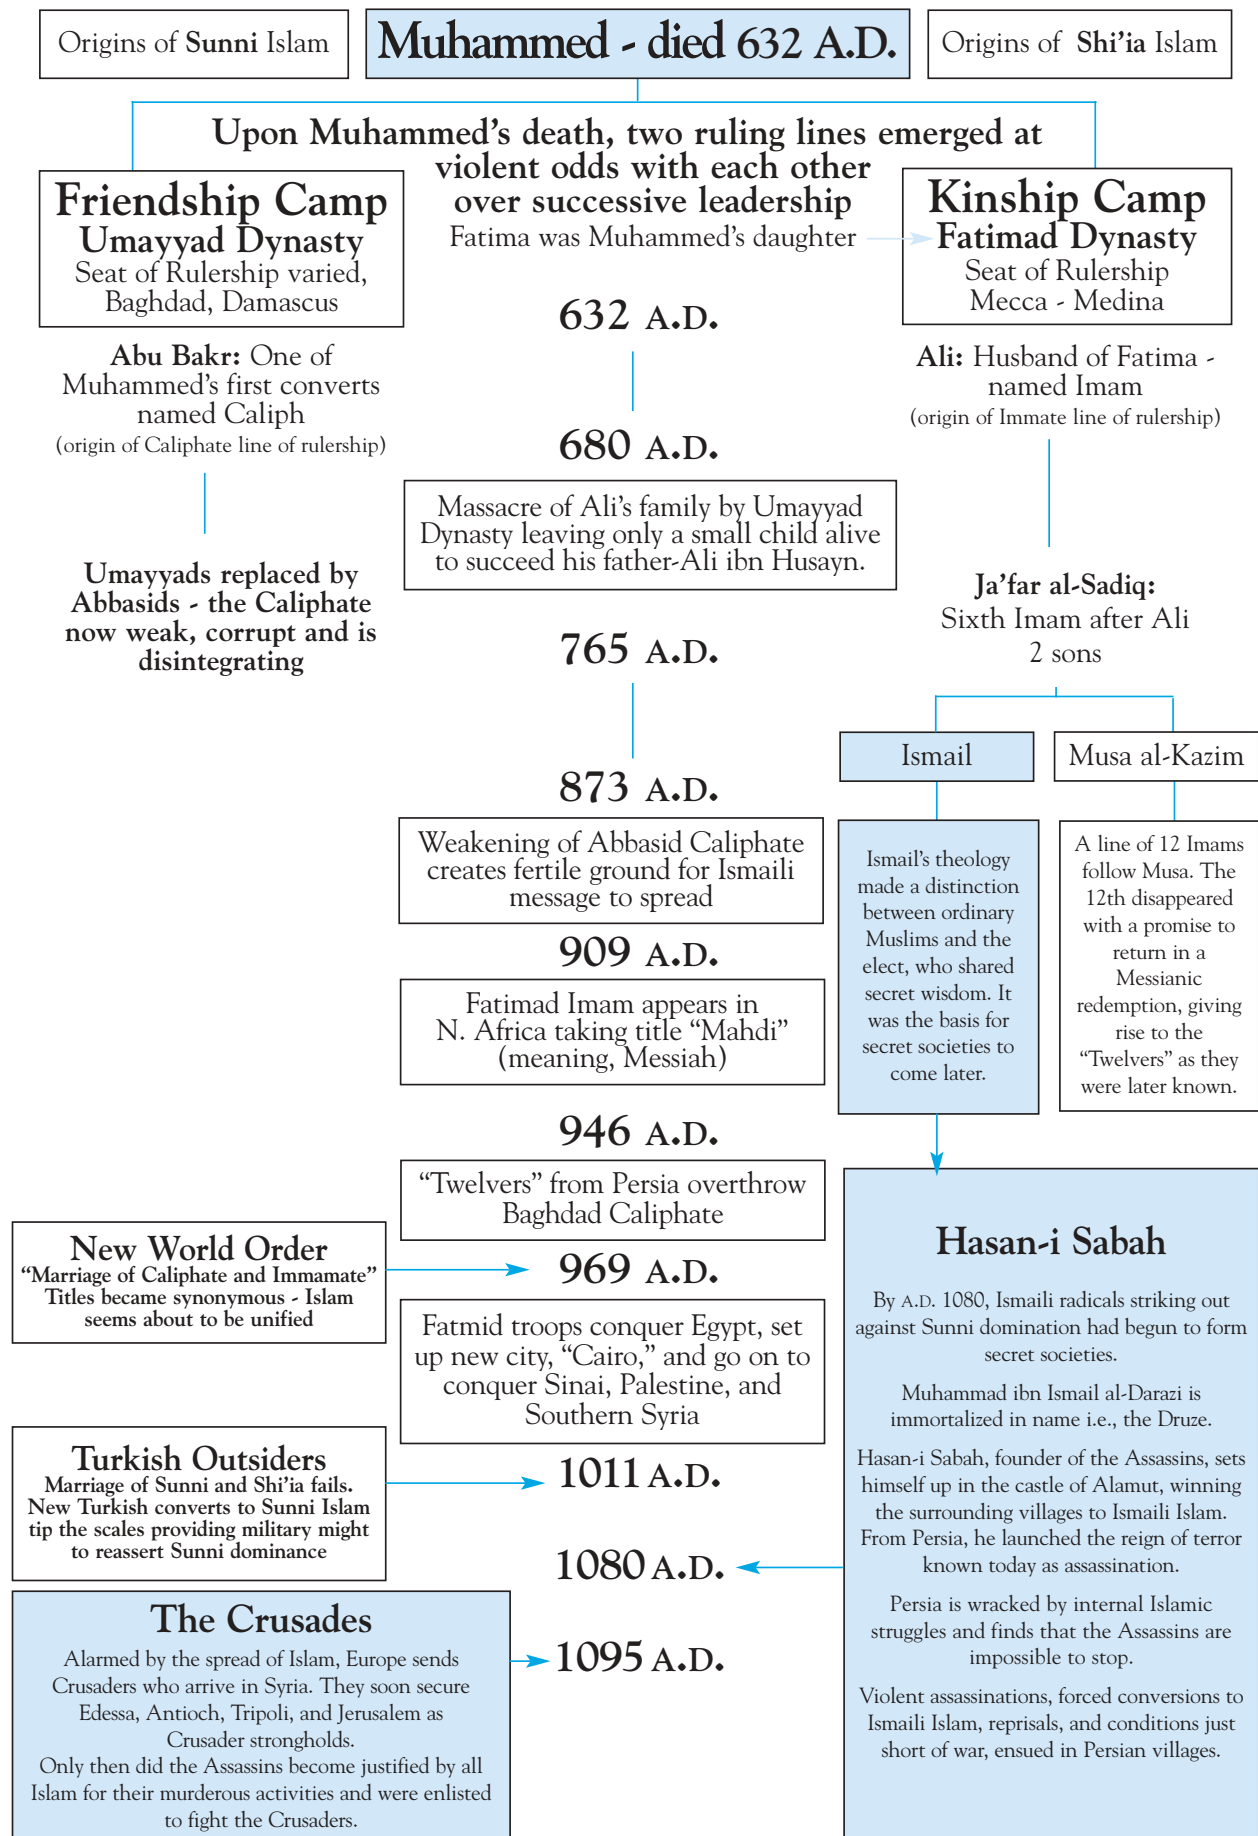 Origins of Sunni Islam
Muhammed - died 632 A.D.
Origins of Shi'ia Islam
Upon Muhammed's death, two ruling lines emerged at
violent odds with each other
over successive leadership
Fatima was Muhammed's daughter
Friendship Camp
Umayyad Dynasty
Seat of Rulership varied,
Baghdad, Damascus
Kinship Camp
Fatimad Dynasty
Seat of Rulership
Mecca - Medina
Abu Bakr: One of
Muhammed's first converts
named Caliph
(origin of Caliphate line of rulership)
Umayyads replaced by
Abbasids - the Caliphate
now weak, corrupt and is
disintegrating
632 A.D.
680 A.D.
Massacre of Ali's family by Umayyad
Dynasty leaving only a small child alive
to succeed his father-Ali ibn Husayn.
765 A.D.
873 A.D.
Weakening of Abbasid Caliphate
creates fertile ground for Ismaili
message to spread
909 A.D.
Fatimad Imam appears in
N. Africa taking title "Mahdi"
(meaning, Messiah)
946 A.D.
"Twelvers" from Persia overthrow
Baghdad Caliphate
969 A.D.
Fatmid troops conquer Egypt, set
up new city, "Cairo," and go on to
conquer Sinai, Palestine, and
Southern Syria
1011 A.D.
1080 A.D.
1095 A.D.
Ali: Husband of Fatima -
named Imam
(origin of Immate line of rulership)
Ja'far al-Sadiq:
Sixth Imam after Ali
2 sons
Ismail
Musa al-Kazim
Ismail's theology
made a distinction
between ordinary
Muslims and the
elect, who shared
secret wisdom. It
was the basis for
secret societies to
come later.
A line of 12 Imams
follow Musa. The
12th disappeared
with a promise to
return in a
Messianic
redemption, giving
rise to the
"Twelvers" as they
were later known.
New World Order
"Marriage of Caliphate and Immamate"
Titles became synonymous - Islam
seems about to be unified
Turkish Outsiders
Marriage of Sunni and Shi'ia fails.
New Turkish converts to Sunni Islam
tip the scales providing military might
to reassert Sunni dominance
The Crusades
Alarmed by the spread of Islam, Europe sends
Crusaders who arrive in Syria. They soon secure
Edessa, Antioch, Tripoli, and Jerusalem as
Crusader strongholds.
Only then did the Assassins become justified by all
Islam for their murderous activities and were enlisted
to fight the Crusaders.
Hasan-i Sabah
By A.D. 1080, Ismaili radicals striking out
against Sunni domination had begun to form
secret societies.
Muhammad ibn Ismail al-Darazi is
immortalized in name i.e., the Druze.
Hasan-i Sabah, founder of the Assassins, sets
himself up in the castle of Alamut, winning
the surrounding villages to Ismaili Islam.
From Persia, he launched the reign of terror
known today as assassination.
Persia is wracked by internal Islamic
struggles and finds that the Assassins are
impossible to stop.
Violent assassinations, forced conversions to
Ismaili Islam, reprisals, and conditions just
short of war, ensued in Persian villages.